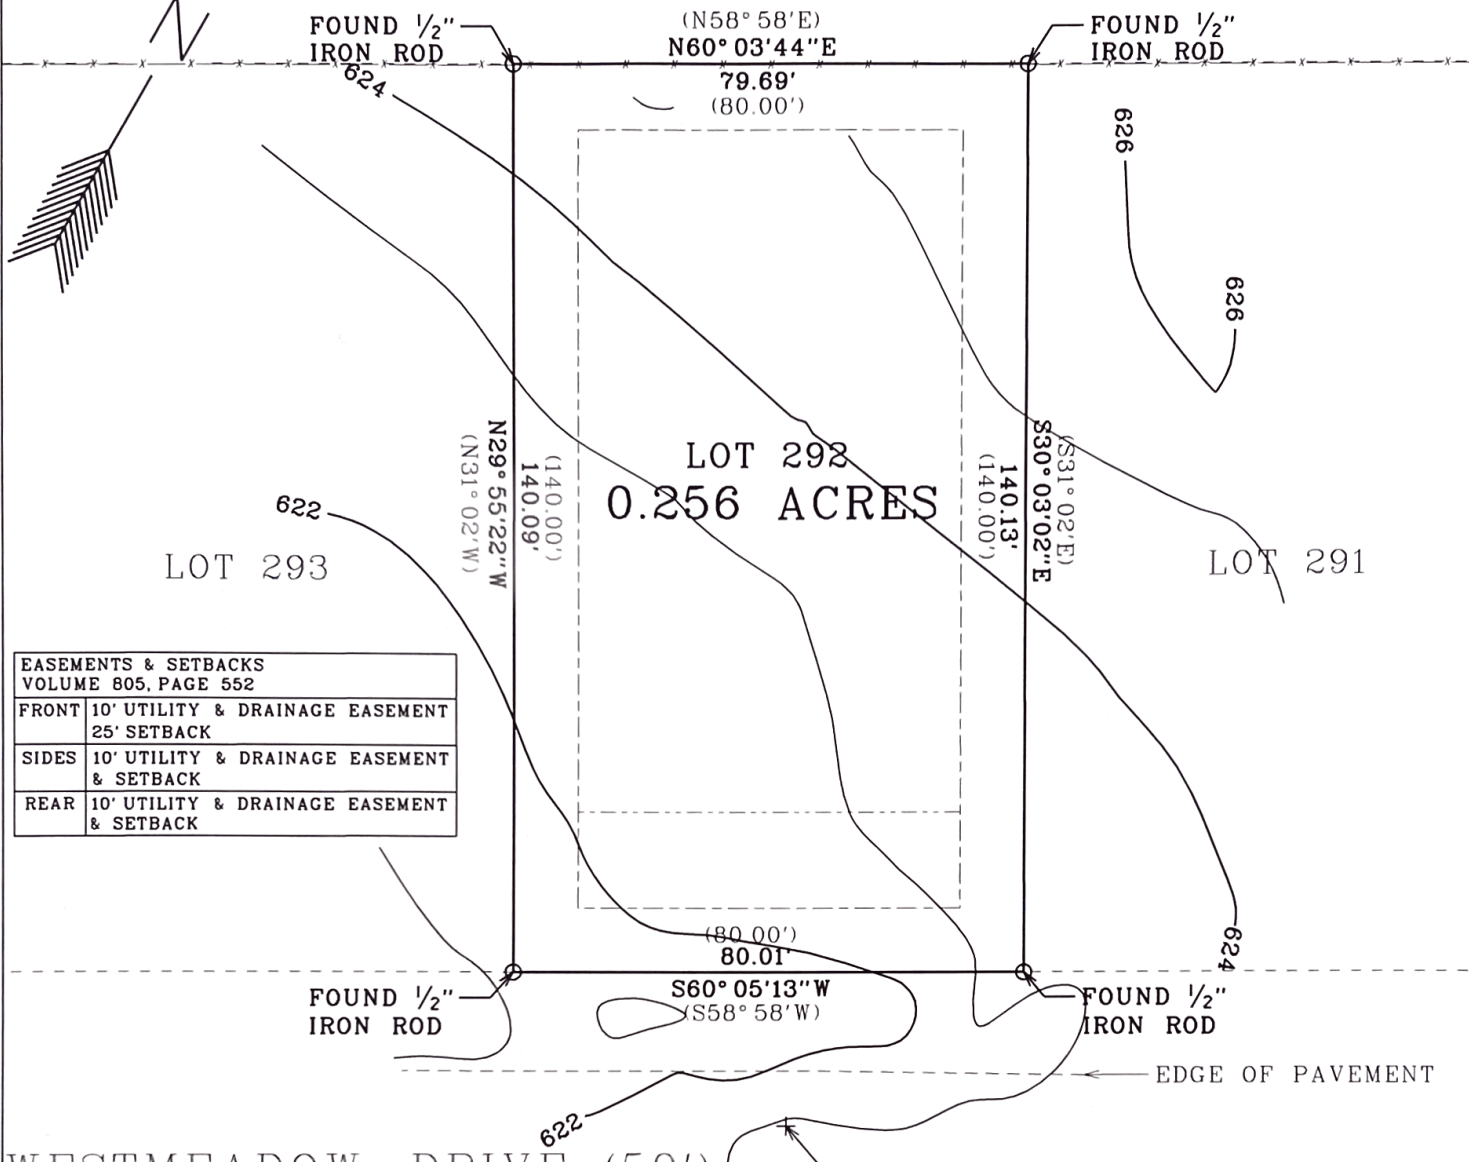 N
FOUND 1/2"
IRON ROD
(N58°58'E)
N60°03'44"E
79.69'
(80.00')
FOUND 1/2"
IRON ROD
624
626
626
LOT 292
0.256 ACRES
N29°55'22"W
(N31°02'W)
(140.00')
140.09'
S30°03'02"E
(S31°02'E)
140.13'
(140.00')
622
LOT 293
LOT 291
EASEMENTS & SETBACKS
VOLUME 805, PAGE 552
FRONT 10' UTILITY & DRAINAGE EASEMENT
25' SETBACK
SIDES 10' UTILITY & DRAINAGE EASEMENT
& SETBACK
REAR 10' UTILITY & DRAINAGE EASEMENT
& SETBACK
(80.00')
80.01'
S60°05'13"W
(S58°58'W)
624
FOUND 1/2"
IRON ROD
FOUND 1/2"
IRON ROD
EDGE OF PAVEMENT
622
WESTMEADOW DRIVE (50')